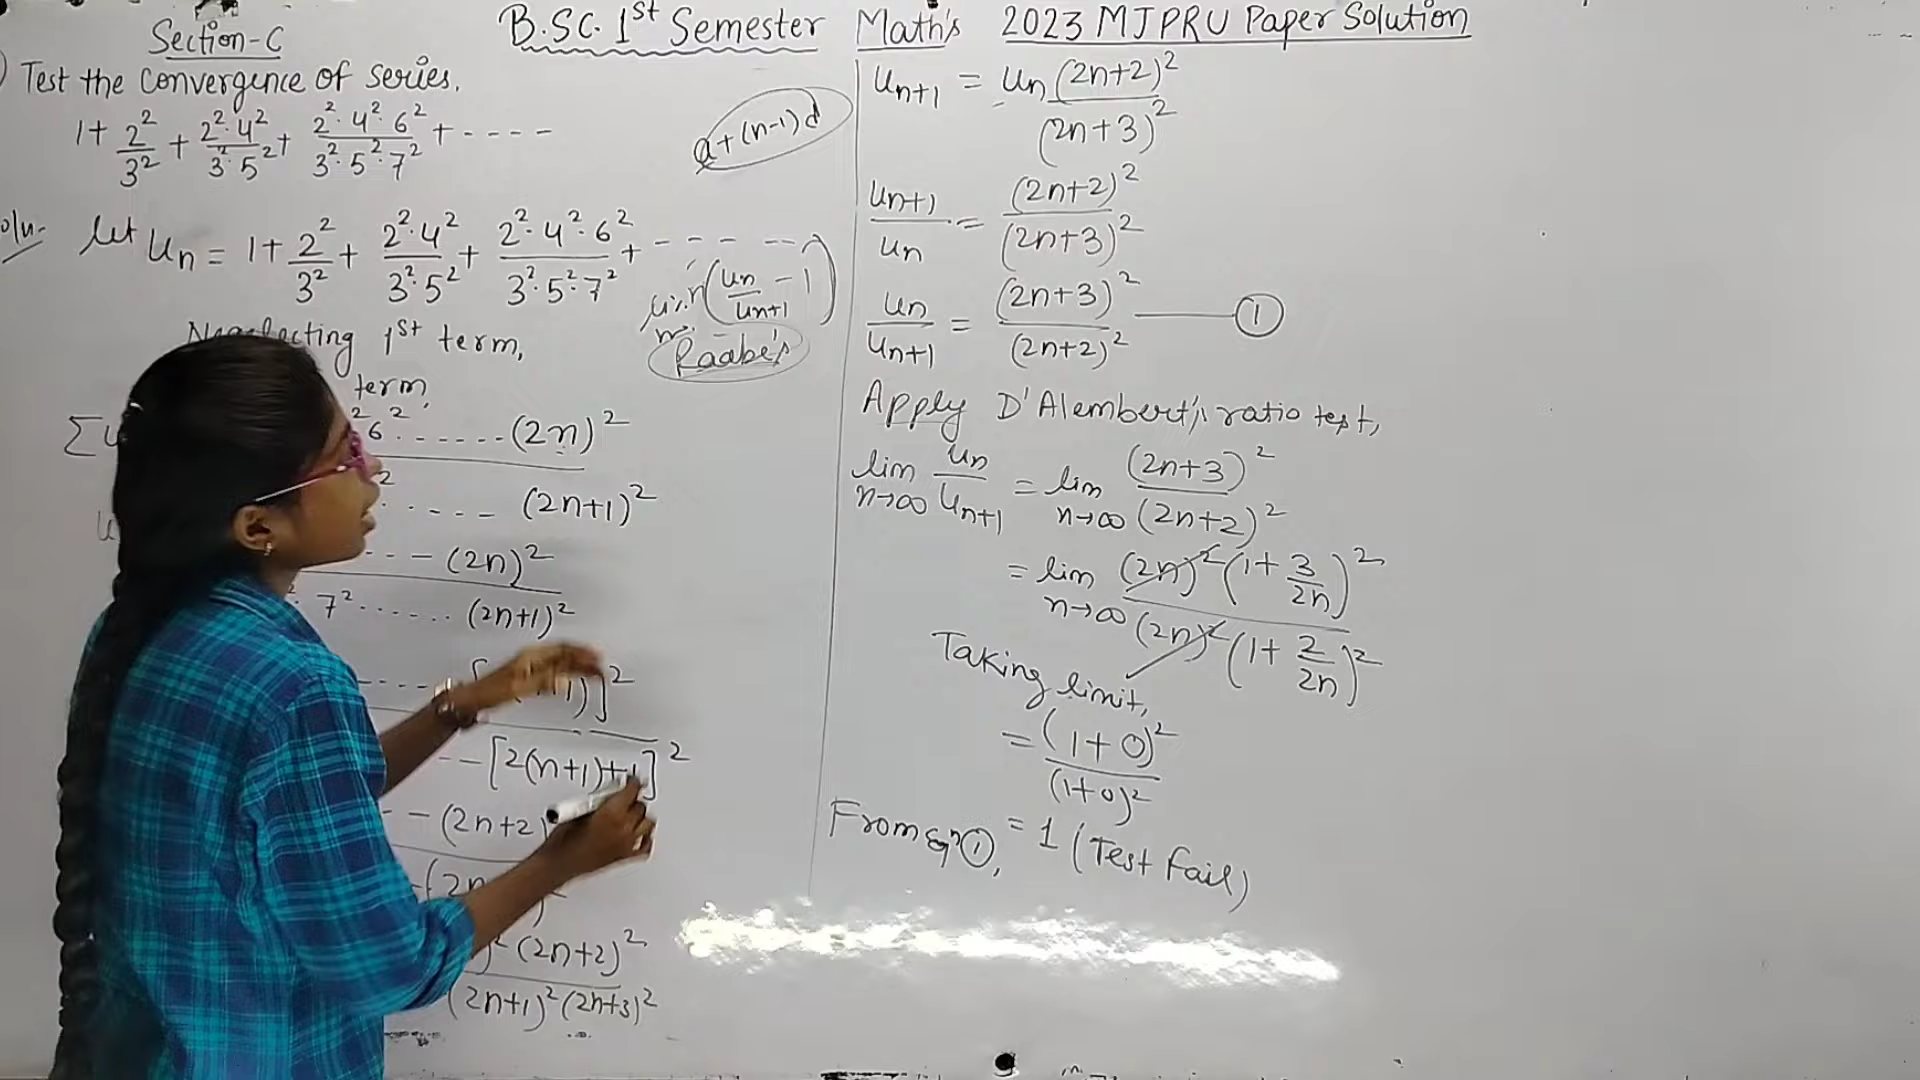 B.SC. 1st Semester Math's 2023 MJPRU Paper Solution
Section-C
Test the convergence of series.
1 + 2²/3² + 2²·4²/3²·5² + 2²·4²·6²/3²·5²·7² + - - - -
a+(n-1)d
Solu- let un = 1 + 2²/3² + 2²·4²/3²·5² + 2²·4²·6²/3²·5²·7² + - - - - -
n(un/un+1 - 1)
Raabe's
Neglecting 1st term,
term,
6² ...... (2n)²
..... (2n+1)²
- - - (2n)²
7² ...... (2n+1)²
- - [2(n+1)+1]²
- - (2n+2)
(2n+2)²
(2n+1)² (2n+3)²
un+1 = un (2n+2)²/(2n+3)²
un+1/un = (2n+2)²/(2n+3)²
un/un+1 = (2n+3)²/(2n+2)² — ①
Apply D'Alembert's ratio test,
lim n→∞ un/un+1 = lim n→∞ (2n+3)²/(2n+2)²
= lim n→∞ (2n)² (1+3/2n)²/(2n)² (1+2/2n)²
Taking limit,
= (1+0)²/(1+0)²
= 1 (Test fail)
From eqn ①,